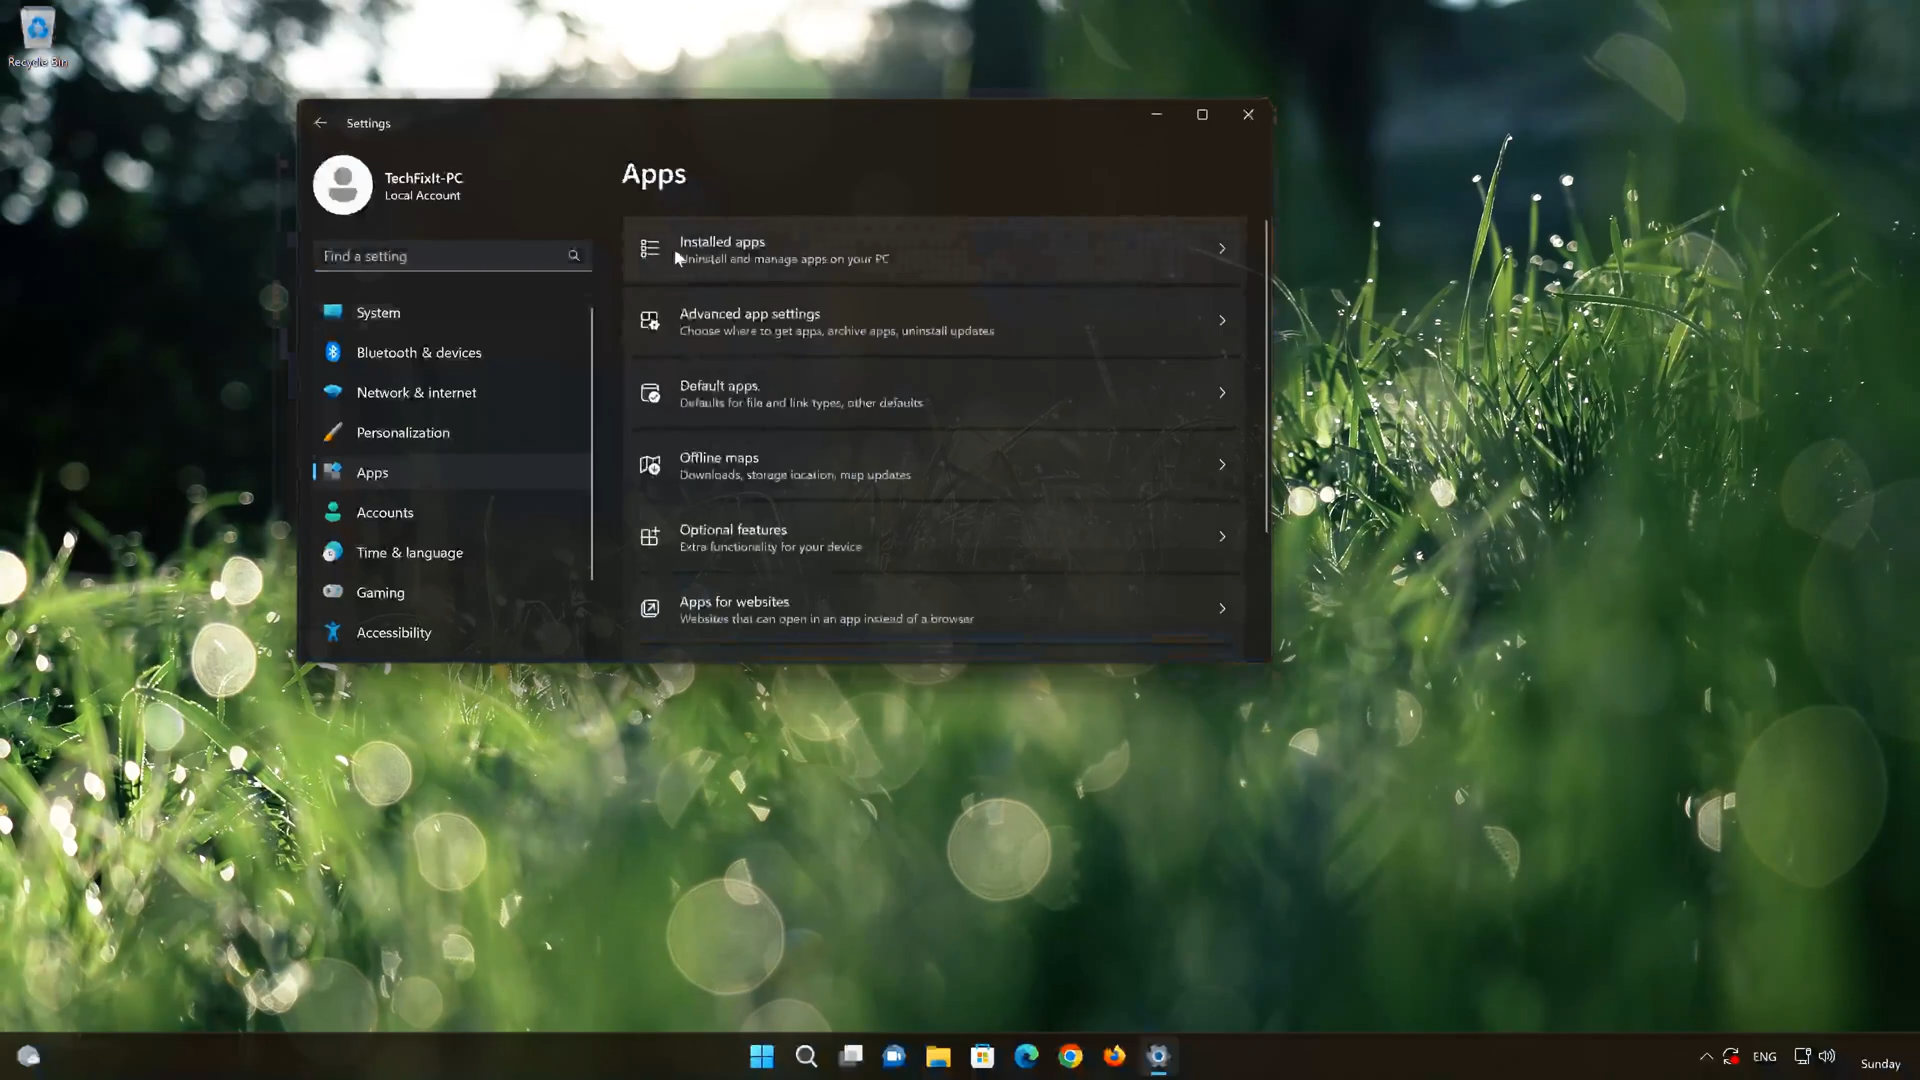 Recycle Bin
Settings
TechFixIt-PC
Local Account
Find a setting
System
Bluetooth & devices
Network & internet
Personalization
Apps
Accounts
Time & language
Gaming
Accessibility
Apps
Installed apps
Uninstall and manage apps on your PC
Advanced app settings
Choose where to get apps, archive apps, uninstall updates
Default apps
Defaults for file and link types, other defaults
Offline maps
Downloads, storage location, map updates
Optional features
Extra functionality for your device
Apps for websites
Websites that can open in an app instead of a browser
ENG
Sunday